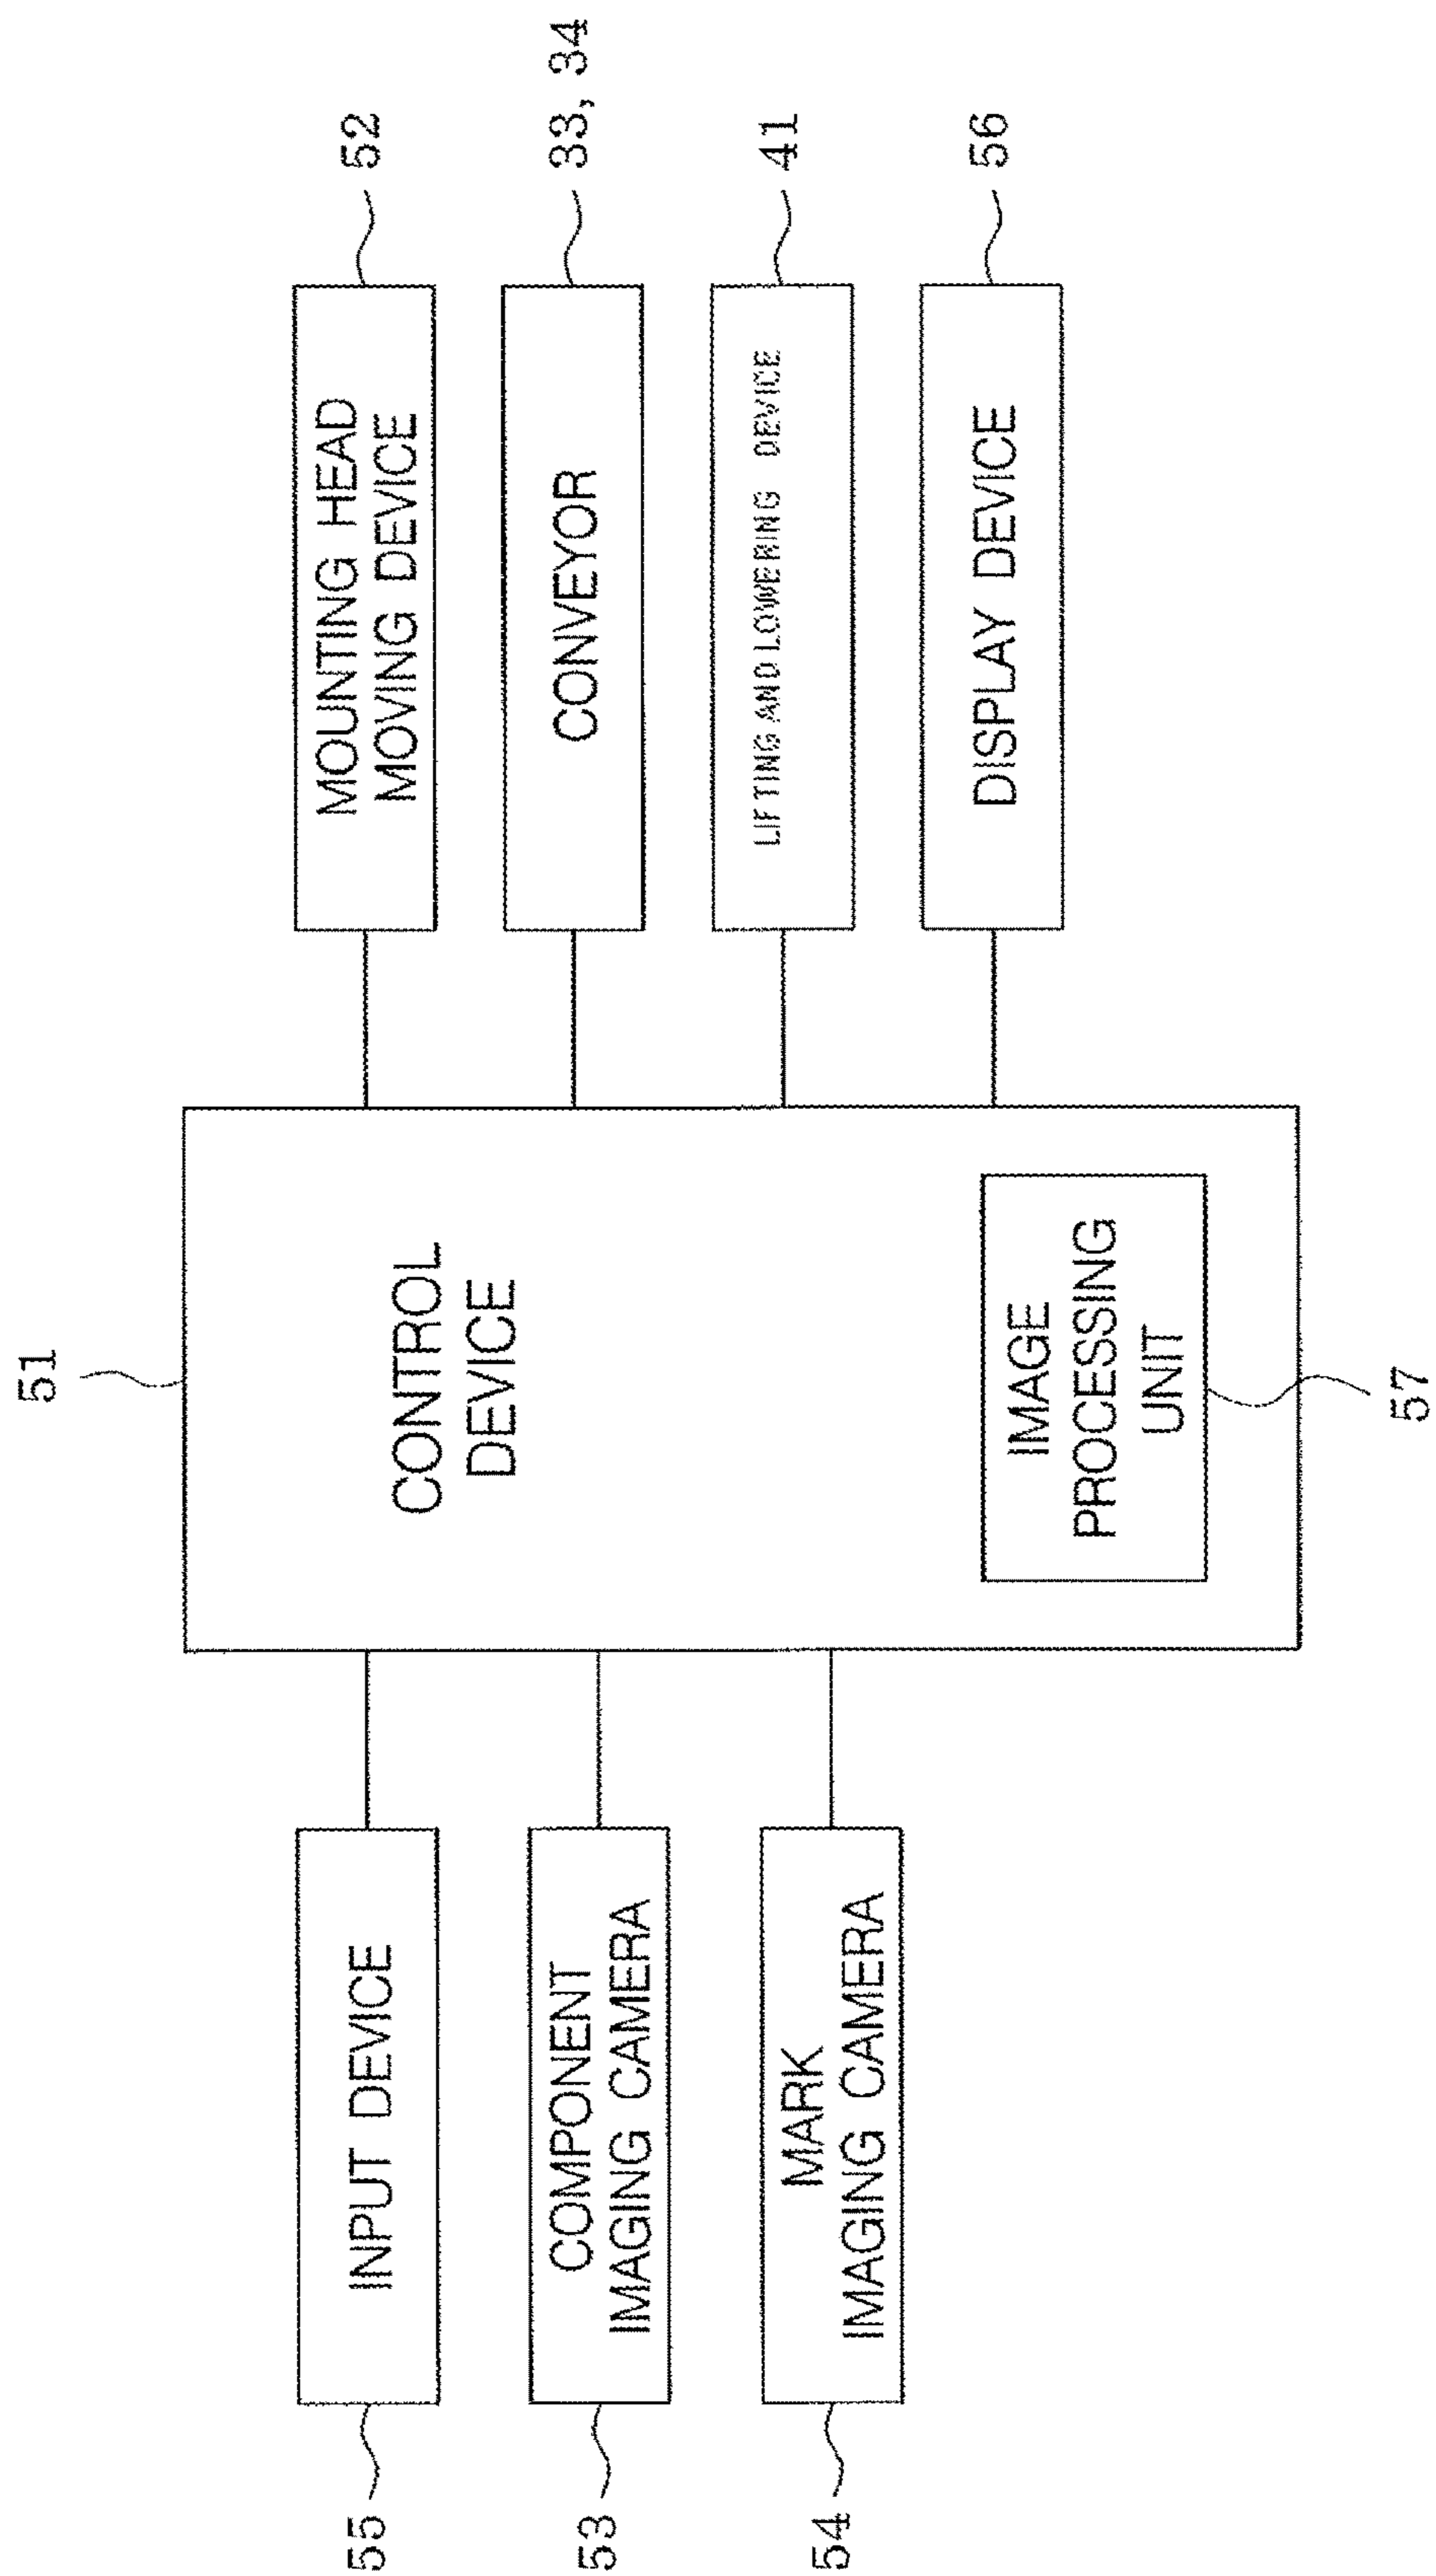 51
55
INPUT DEVICE
53
COMPONENT
IMAGING CAMERA
54
MARK
IMAGING CAMERA
CONTROL
DEVICE
IMAGE
PROCESSING
UNIT
57
MOUNTING HEAD
MOVING DEVICE
52
CONVEYOR
33, 34
LIFTING AND LOWERING DEVICE
41
DISPLAY DEVICE
56